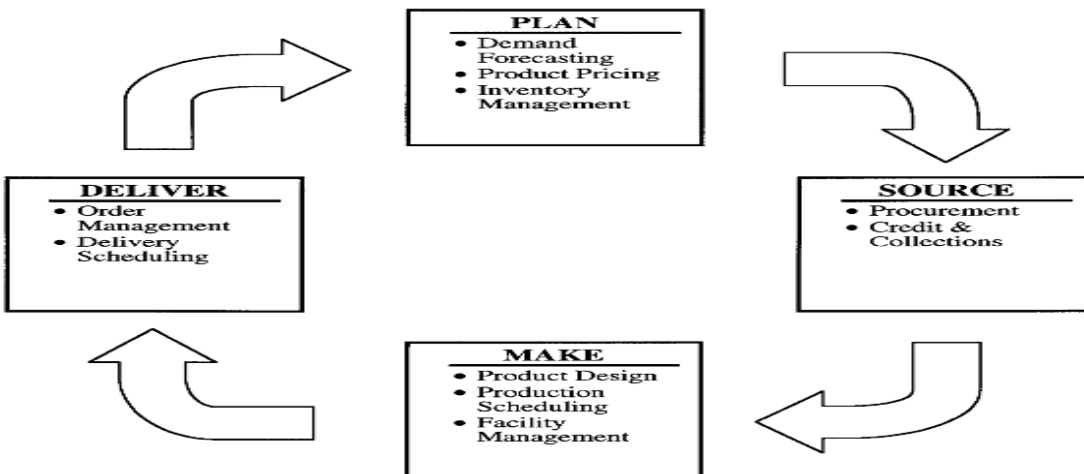 PLAN
• Demand
Forecasting
• Product Pricing
• Inventory
Management
SOURCE
• Procurement
• Credit &
Collections
MAKE
• Product Design
• Production
Scheduling
• Facility
Management
DELIVER
• Order
Management
• Delivery
Scheduling